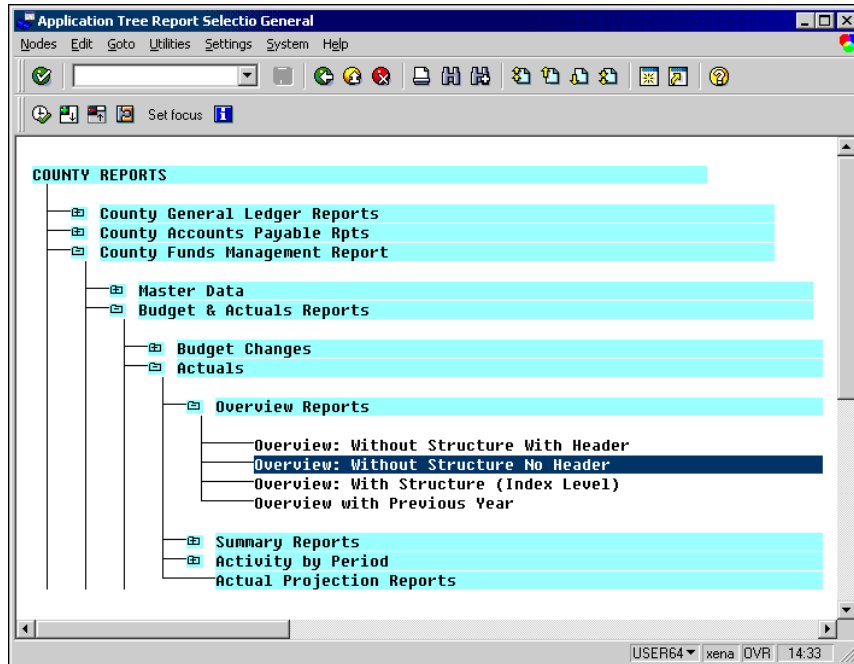 Application Tree Report Selectio General
Nodes Edit Goto Utilities Settings System Help
Set focus
COUNTY REPORTS
County General Ledger Reports
County Accounts Payable Rpts
County Funds Management Report
Master Data
Budget & Actuals Reports
Budget Changes
Actuals
Overview Reports
Overview: Without Structure With Header
Overview: Without Structure No Header
Overview: With Structure (Index Level)
Overview with Previous Year
Summary Reports
Activity by Period
Actual Projection Reports
USER64 xena OVR 14:33